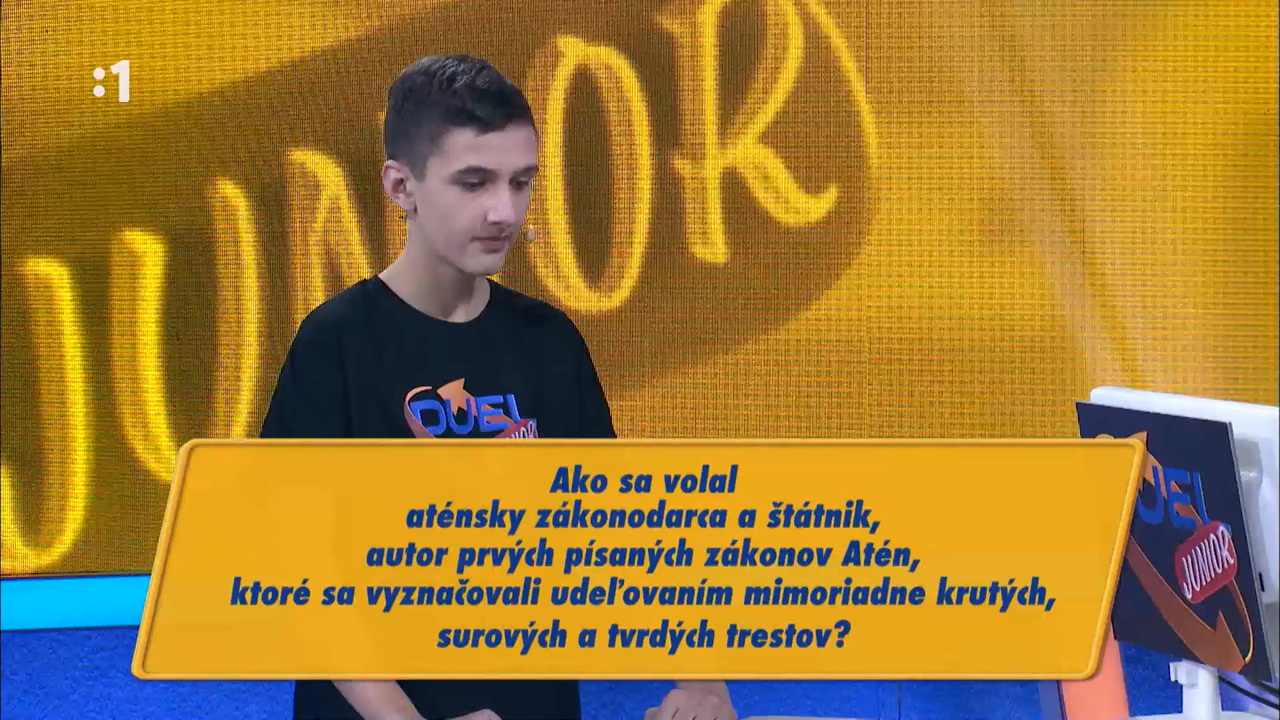 :1
JUNIOR
DUEL
JUNIOR
DUEL
JUNIOR
Ako sa volal
aténsky zákonodarca a štátnik,
autor prvých písaných zákonov Atén,
ktoré sa vyznačovali udeľovaním mimoriadne krutých,
surových a tvrdých trestov?